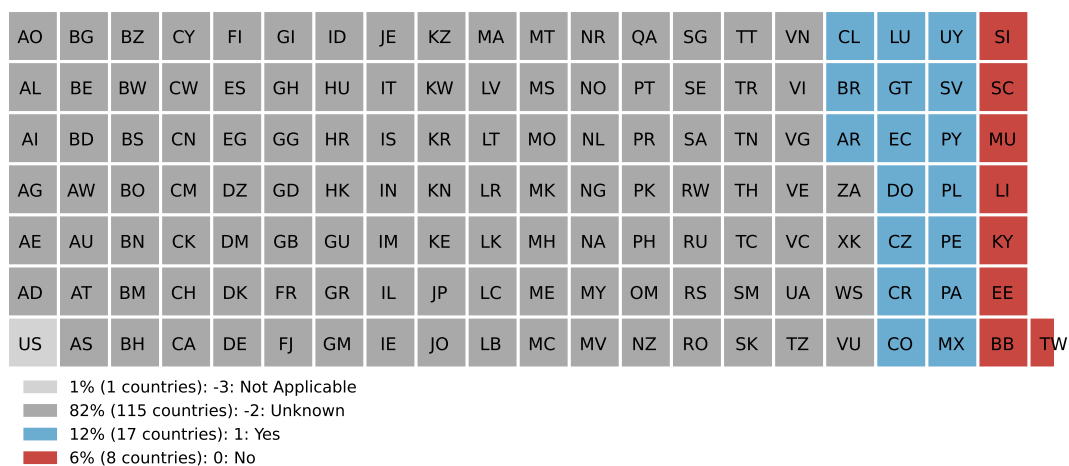 AO BG BZ CY FI GI ID JE KZ MA MT NR QA SG TT VN CL LU UY SI
AL BE BW CW ES GH HU IT KW LV MS NO PT SE TR VI BR GT SV SC
AI BD BS CN EG GG HR IS KR LT MO NL PR SA TN VG AR EC PY MU
AG AW BO CM DZ GD HK IN KN LR MK NG PK RW TH VE ZA DO PL LI
AE AU BN CK DM GB GU IM KE LK MH NA PH RU TC VC XK CZ PE KY
AD AT BM CH DK FR GR IL JP LC ME MY OM RS SM UA WS CR PA EE
US AS BH CA DE FJ GM IE JO LB MC MV NZ RO SK TZ VU CO MX BB TW
1% (1 countries): -3: Not Applicable
82% (115 countries): -2: Unknown
12% (17 countries): 1: Yes
6% (8 countries): 0: No